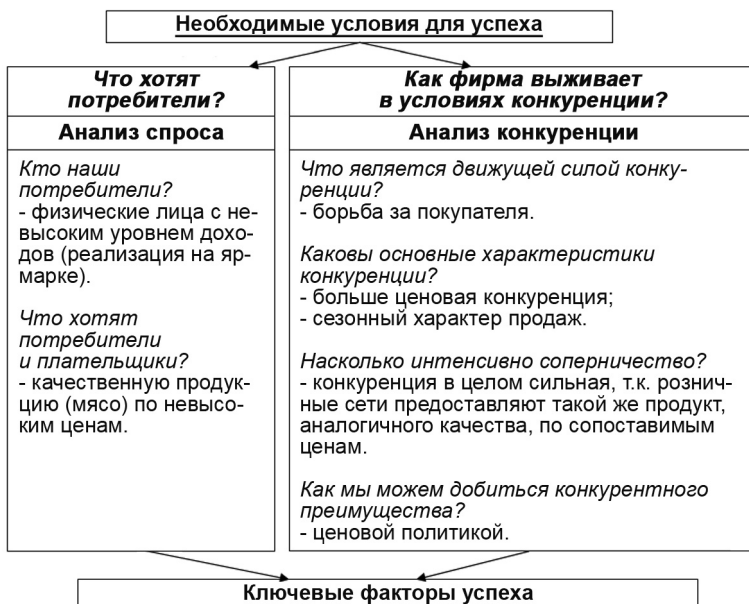 Необходимые условия для успеха
Что хотят
потребители?
Анализ спроса
Кто наши
потребители?
- физические лица с не-
высоким уровнем дохо-
дов (реализация на яр-
марке).
Что хотят
потребители
и плательщики?
- качественную продук-
цию (мясо) по невысо-
ким ценам.
Как фирма выживает
в условиях конкуренции?
Анализ конкуренции
Что является движущей силой конку-
ренции?
- борьба за покупателя.
Каковы основные характеристики
конкуренции?
- больше ценовая конкуренция;
- сезонный характер продаж.
Насколько интенсивно соперничество?
- конкуренция в целом сильная, т.к. рознич-
ные сети предоставляют такой же продукт,
аналогичного качества, по сопоставимым
ценам.
Как мы можем добиться конкурентного
преимущества?
- ценовой политикой.
Ключевые факторы успеха